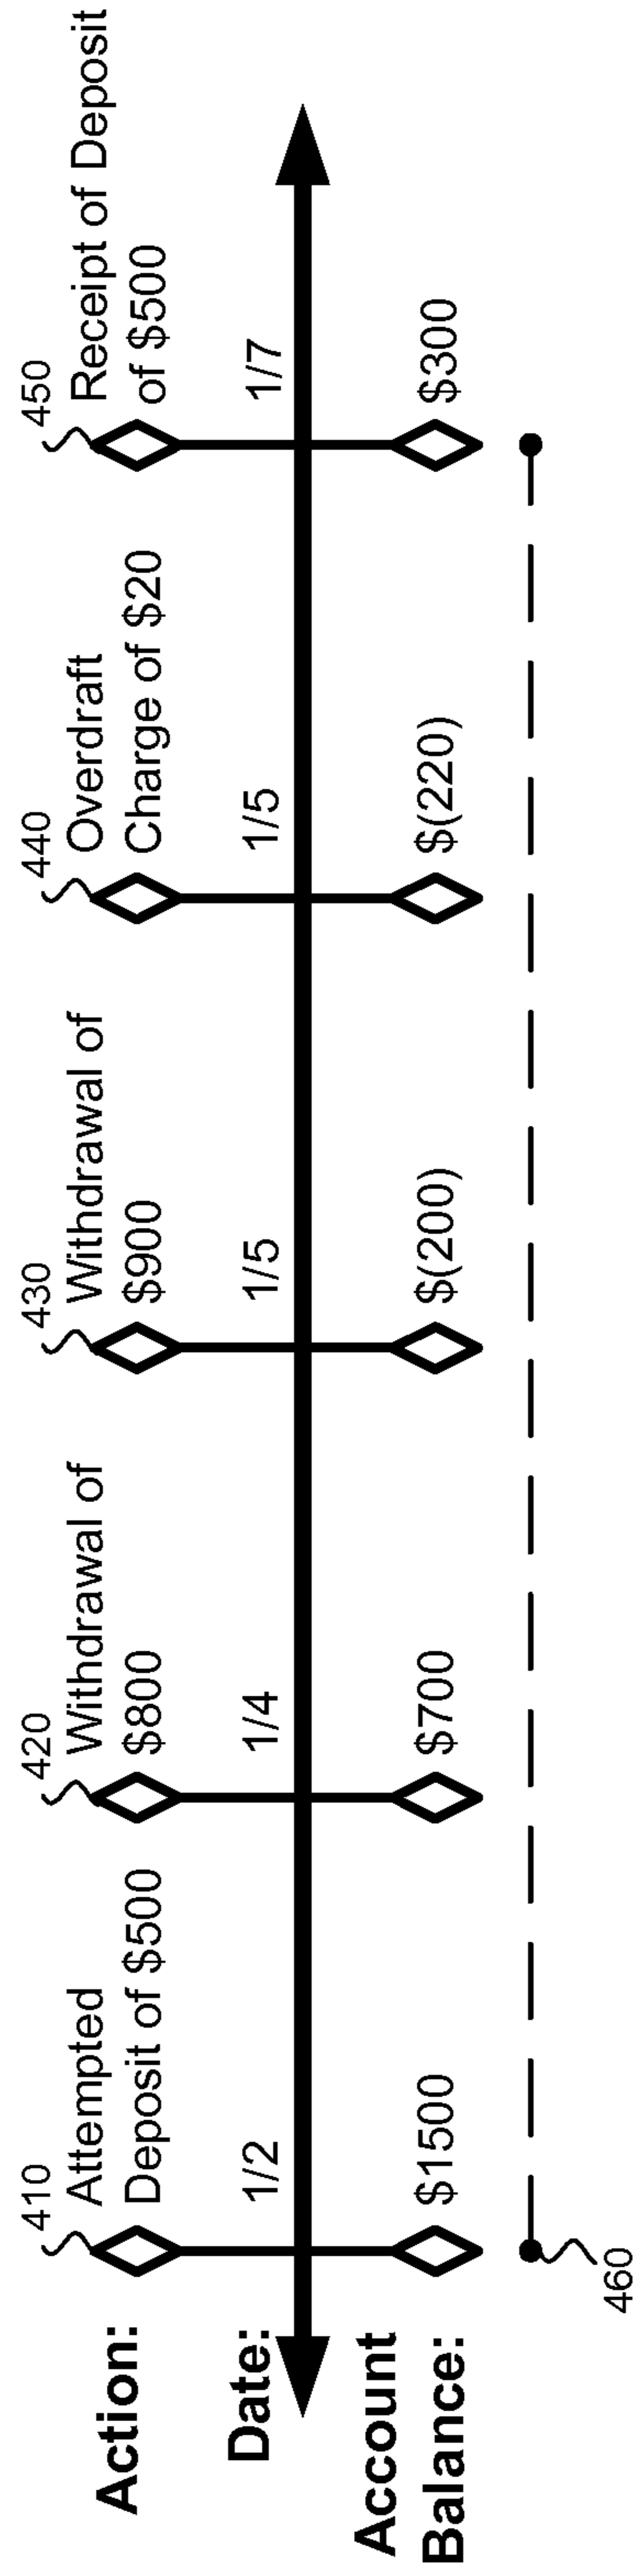 Action:
410
Attempted
Deposit of $500
420
Withdrawal of
$800
430
Withdrawal of
$900
440
Overdraft
Charge of $20
450
Receipt of Deposit
of $500
Date:
1/2
1/4
1/5
1/5
1/7
Account
Balance:
$1500
$700
$(200)
$(220)
$300
460